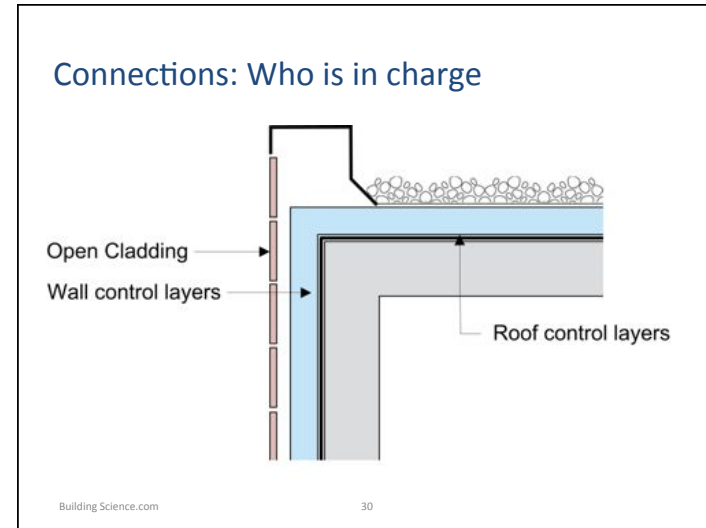 Connections: Who is in charge
Open Cladding
Wall control layers
Roof control layers
Building Science.com
30